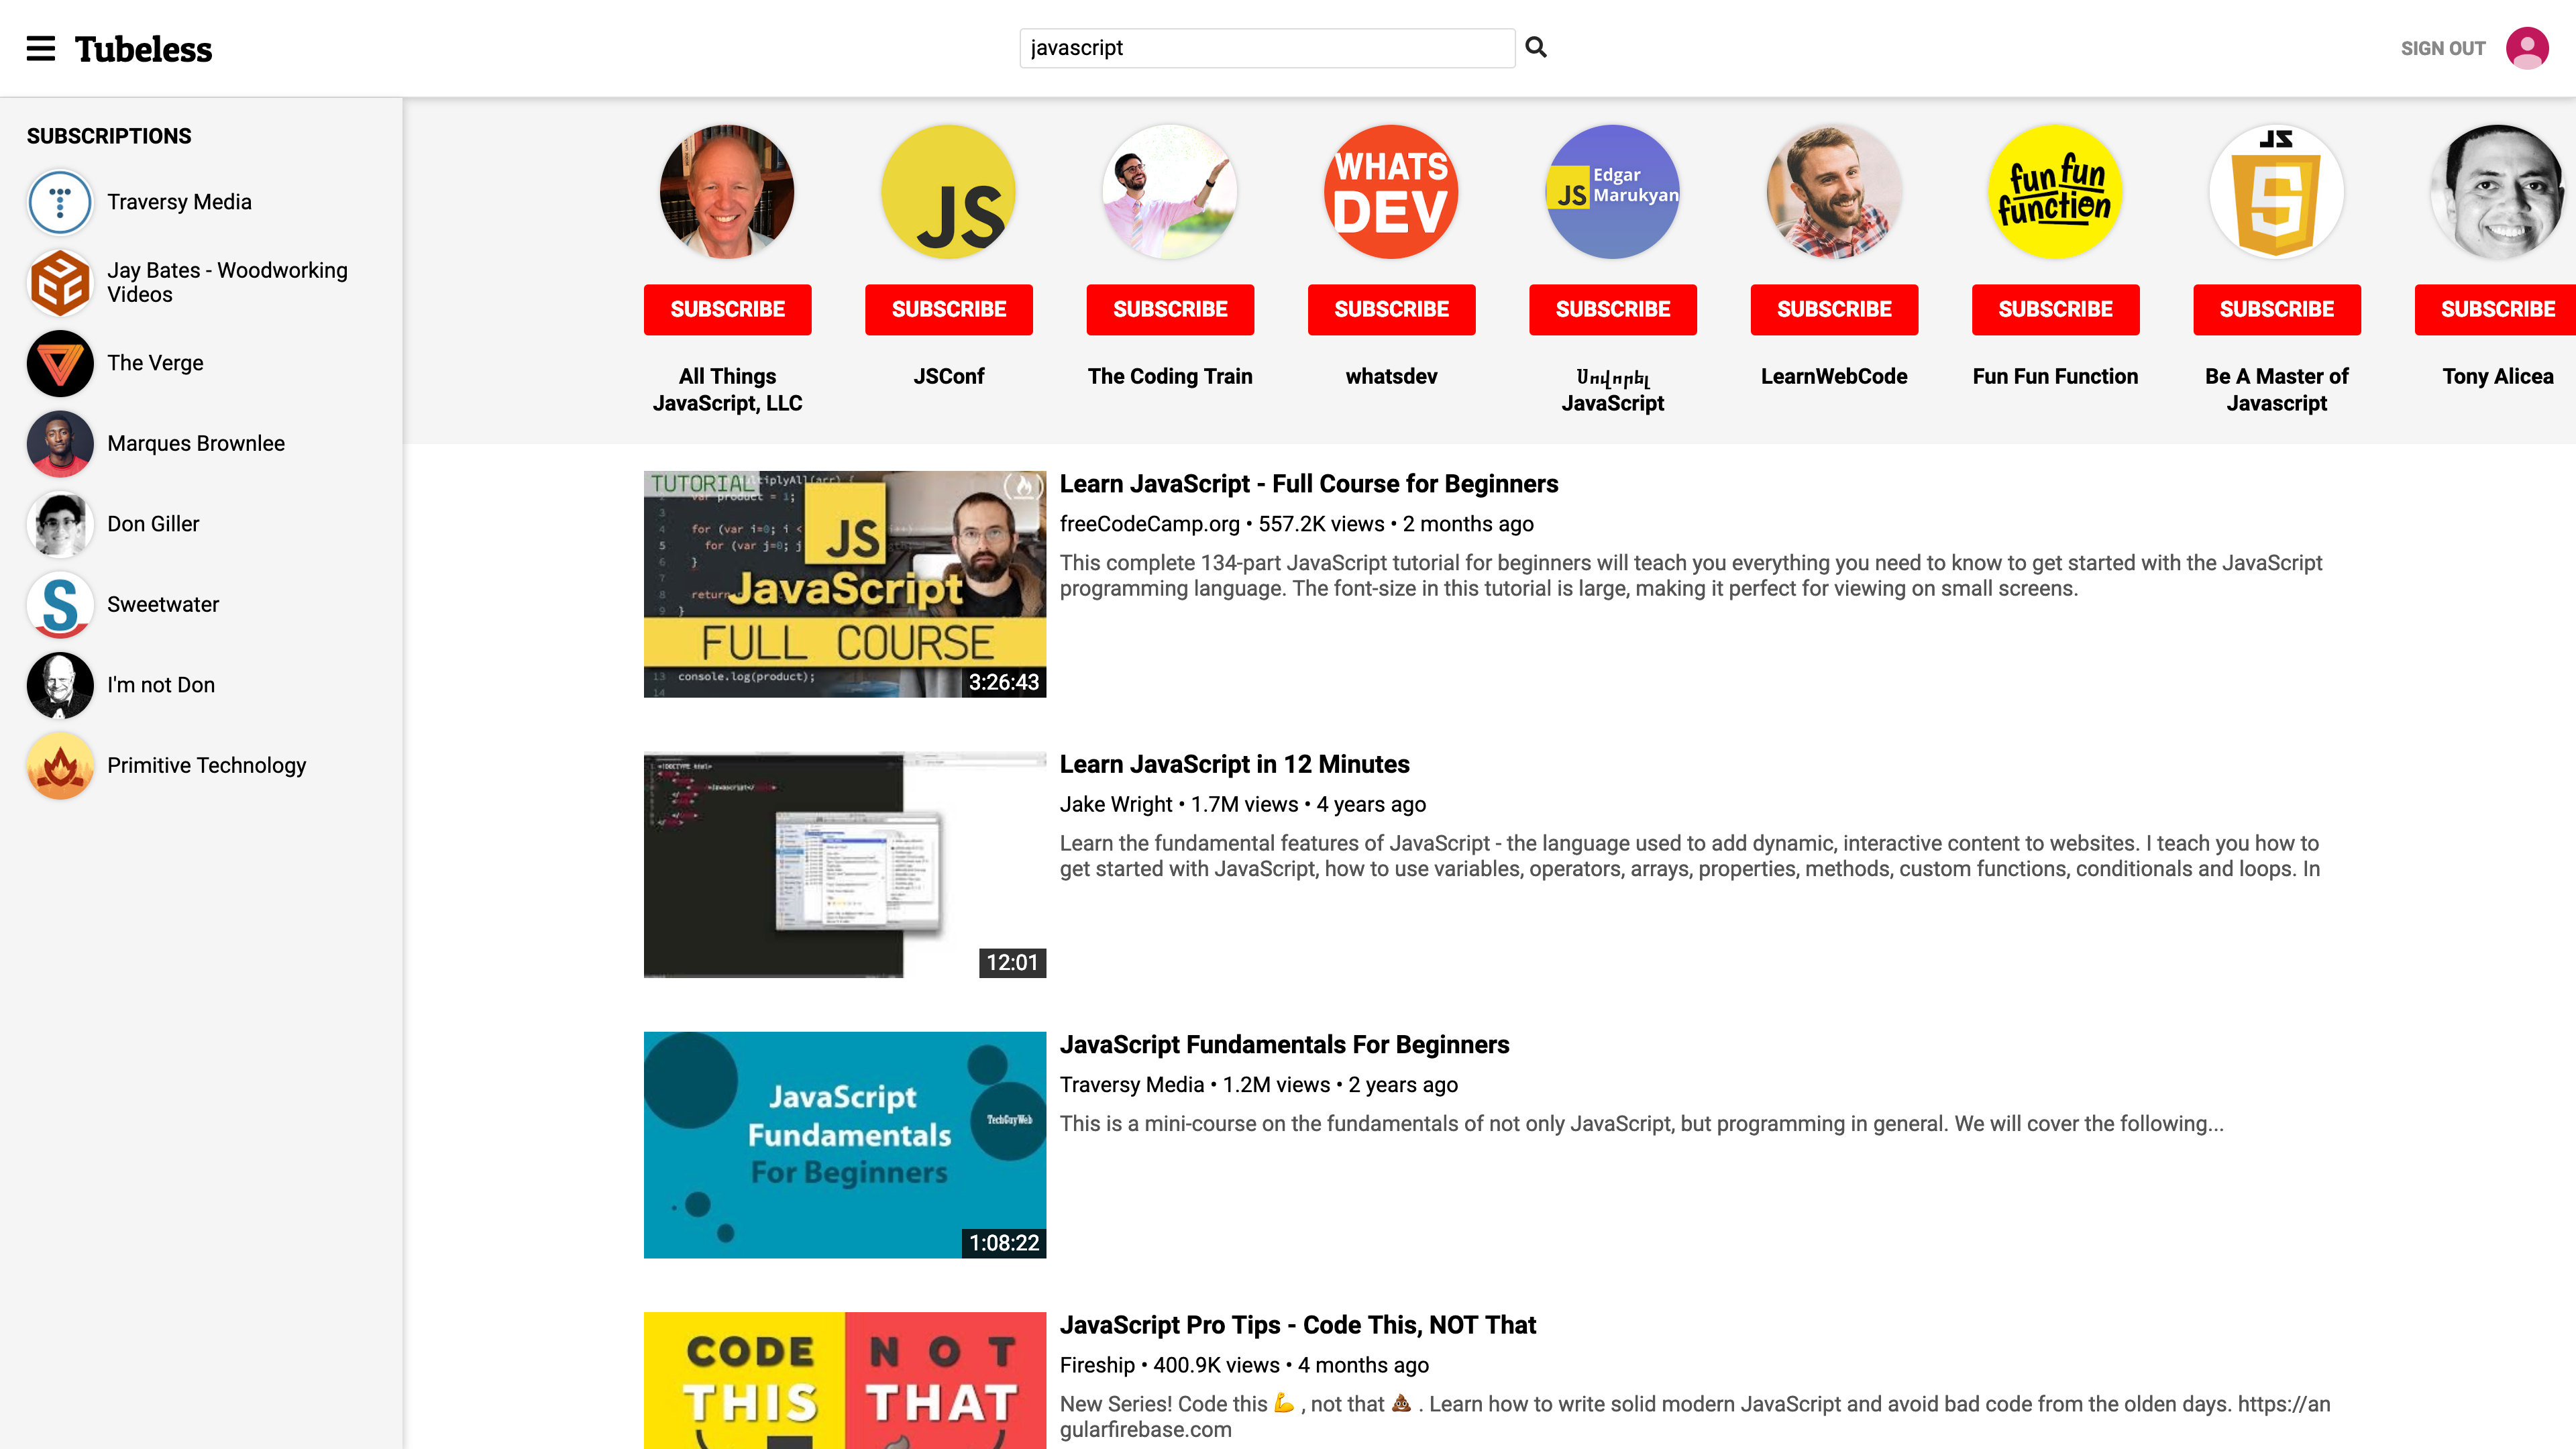 Tubeless
javascript
SIGN OUT
SUBSCRIPTIONS
Traversy Media
Jay Bates - Woodworking
Videos
The Verge
Marques Brownlee
Don Giller
Sweetwater
I'm not Don
Primitive Technology
JS
WHATS
DEV
JS Edgar
Marukyan
fun fun
function
JS
SUBSCRIBE SUBSCRIBE SUBSCRIBE SUBSCRIBE SUBSCRIBE SUBSCRIBE SUBSCRIBE SUBSCRIBE SUBSCRIBE
All Things
JavaScript, LLC
JSConf
The Coding Train
whatsdev
Սովորել
JavaScript
LearnWebCode
Fun Fun Function
Be A Master of
Javascript
Tony Alicea
TUTORIAL
JS
JavaScript
FULL COURSE
console.log(product);
3:26:43
Learn JavaScript - Full Course for Beginners
freeCodeCamp.org • 557.2K views • 2 months ago
This complete 134-part JavaScript tutorial for beginners will teach you everything you need to know to get started with the JavaScript
programming language. The font-size in this tutorial is large, making it perfect for viewing on small screens.
12:01
Learn JavaScript in 12 Minutes
Jake Wright • 1.7M views • 4 years ago
Learn the fundamental features of JavaScript - the language used to add dynamic, interactive content to websites. I teach you how to
get started with JavaScript, how to use variables, operators, arrays, properties, methods, custom functions, conditionals and loops. In
JavaScript
Fundamentals
For Beginners
TechGuyWeb
1:08:22
JavaScript Fundamentals For Beginners
Traversy Media • 1.2M views • 2 years ago
This is a mini-course on the fundamentals of not only JavaScript, but programming in general. We will cover the following...
CODE
THIS
NOT
THAT
JavaScript Pro Tips - Code This, NOT That
Fireship • 400.9K views • 4 months ago
New Series! Code this 💪 , not that 💩 . Learn how to write solid modern JavaScript and avoid bad code from the olden days. https://an
gularfirebase.com